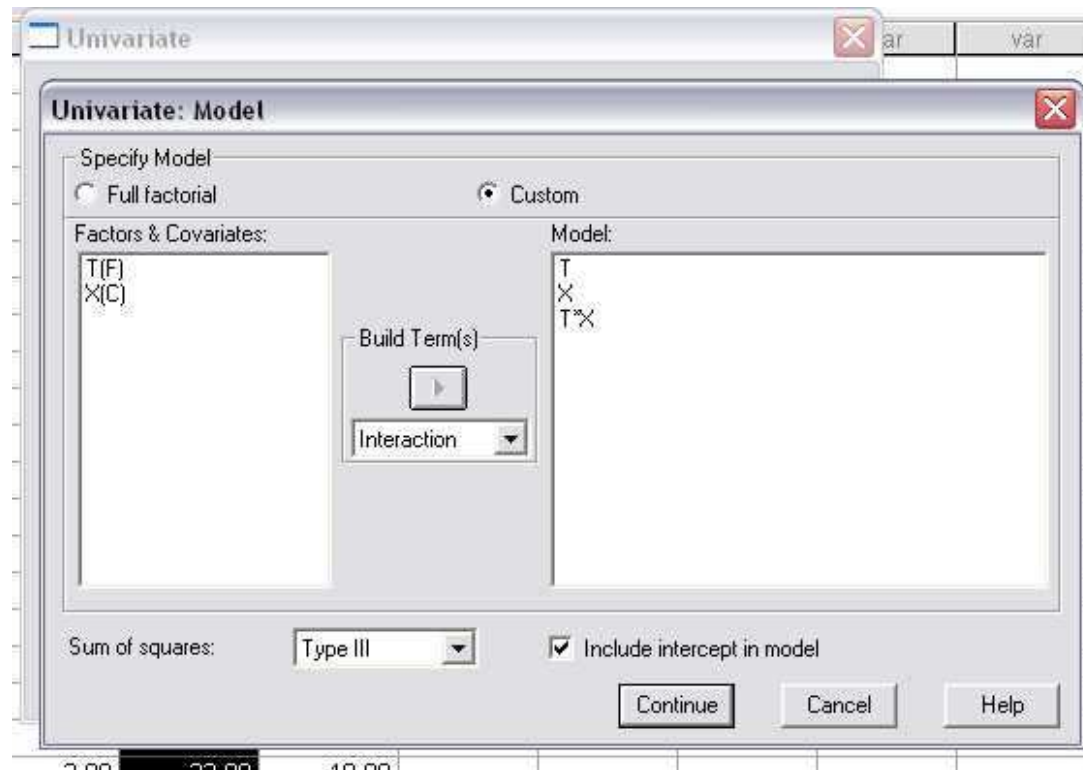 Univariate
ar var
Univariate: Model
Specify Model
Full factorial Custom
Factors & Covariates: Model:
T(F) T
X(C) X
T*X
Build Term(s)
Interaction
Sum of squares: Type III Include intercept in model
Continue Cancel Help